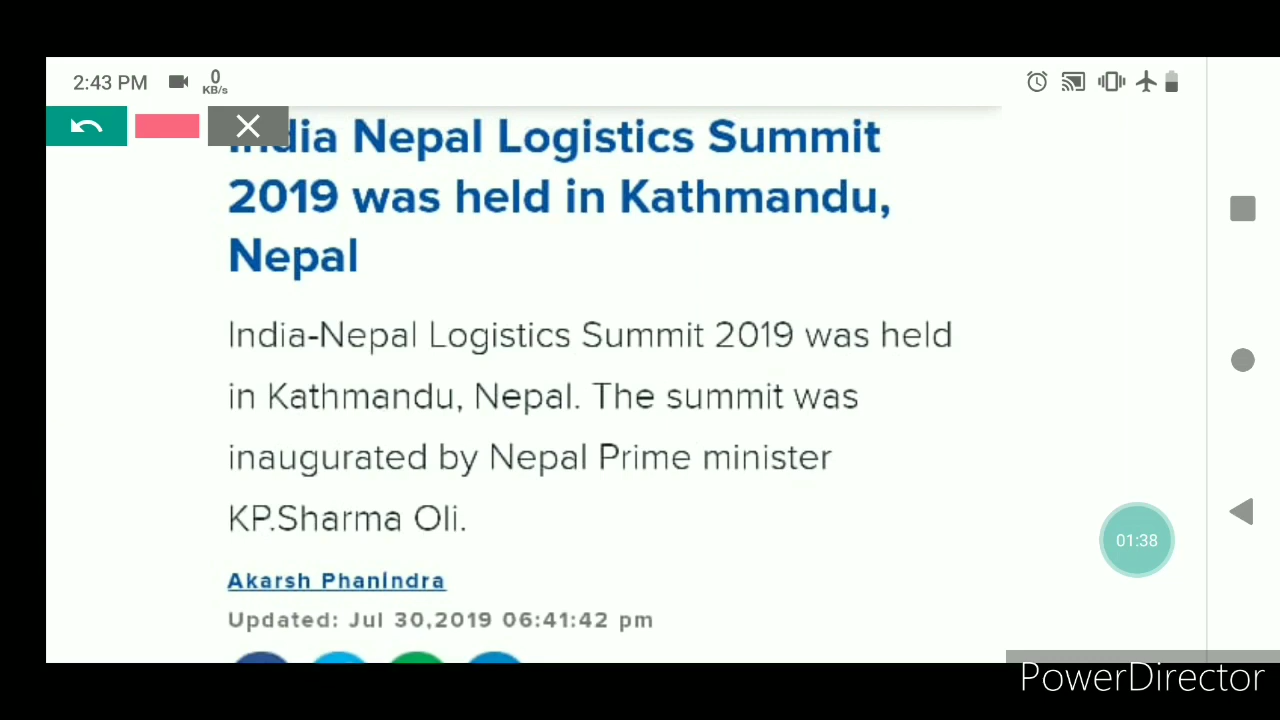 2:43 PM
0
KB/s
India Nepal Logistics Summit
2019 was held in Kathmandu,
Nepal
India-Nepal Logistics Summit 2019 was held
in Kathmandu, Nepal. The summit was
inaugurated by Nepal Prime minister
KP.Sharma Oli.
Akarsh Phanindra
Updated: Jul 30,2019 06:41:42 pm
01:38
PowerDirector